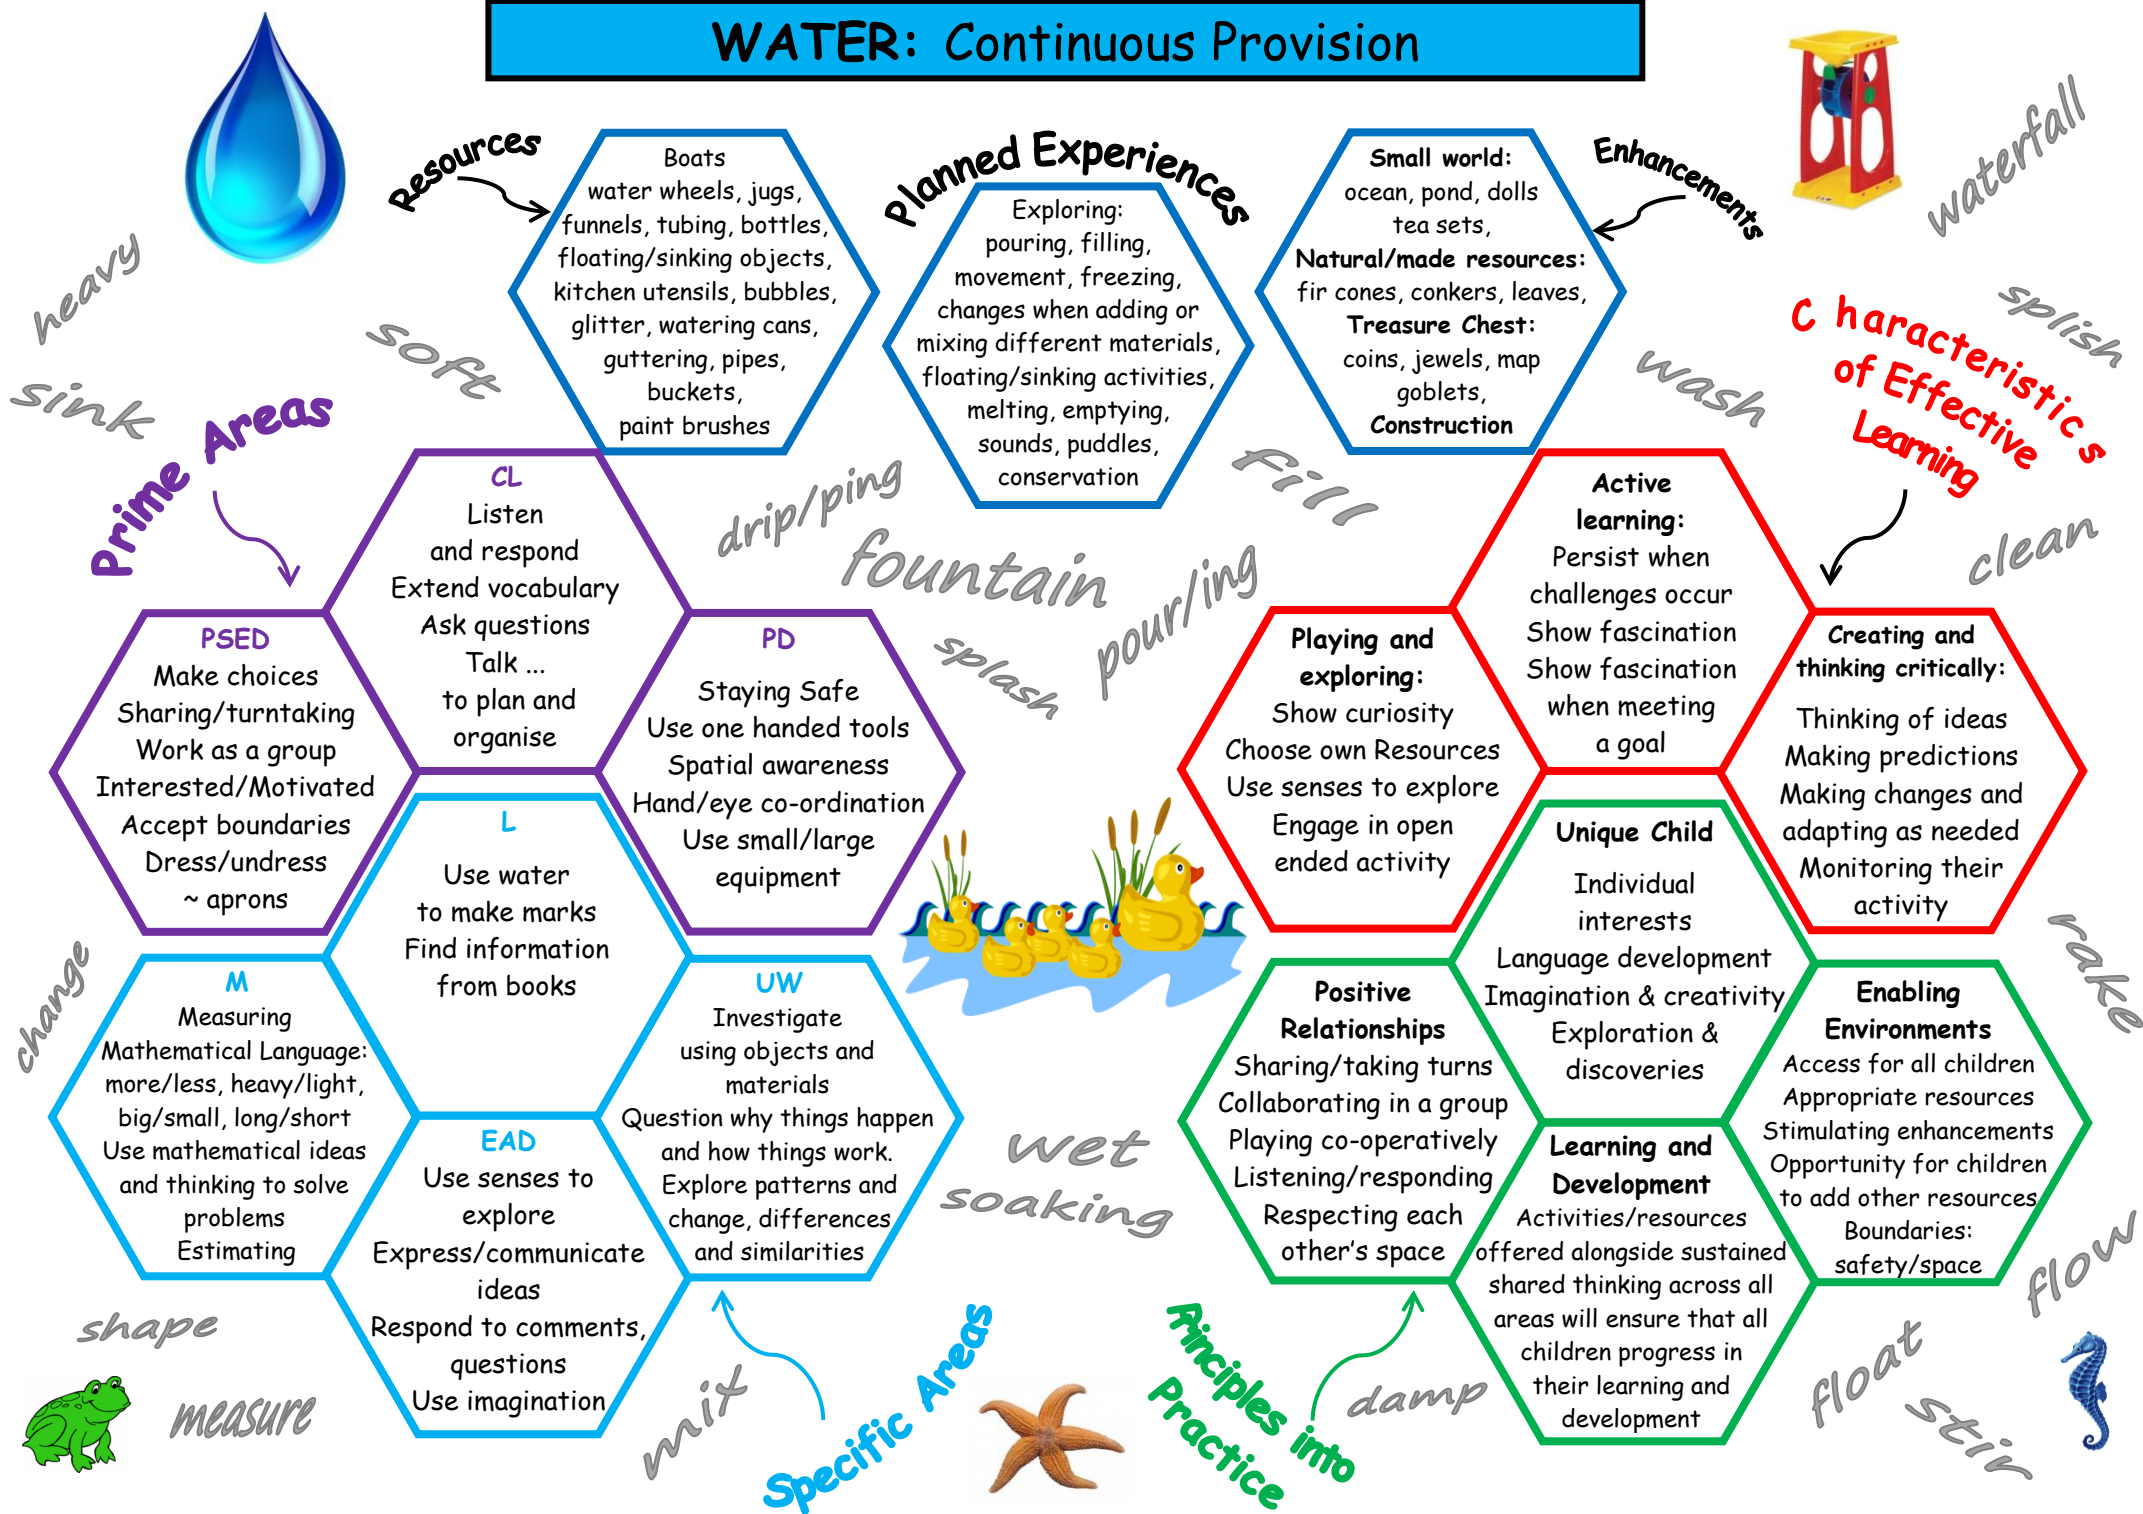 WATER: Continuous Provision
Resources
Boats
water wheels, jugs,
funnels, tubing, bottles,
floating/sinking objects,
kitchen utensils, bubbles,
glitter, watering cans,
guttering, pipes,
buckets,
paint brushes
Planned Experiences
Exploring:
pouring, filling,
movement, freezing,
changes when adding or
mixing different materials,
floating/sinking activities,
melting, emptying,
sounds, puddles,
conservation
Enhancements
Small world:
ocean, pond, dolls
tea sets,
Natural/made resources:
fir cones, conkers, leaves,
Treasure Chest:
coins, jewels, map
goblets,
Construction
waterfall
heavy
soft
sink
splish
wash
Prime Areas
CL
Listen
and respond
Extend vocabulary
Ask questions
Talk ...
to plan and
organise
PSED
Make choices
Sharing/turntaking
Work as a group
Interested/Motivated
Accept boundaries
Dress/undress
~ aprons
PD
Staying Safe
Use one handed tools
Spatial awareness
Hand/eye co-ordination
Use small/large
equipment
drip/ping
fill
fountain
pour/ing
splash
clean
Characteristics
of Effective
Learning
Active
learning:
Persist when
challenges occur
Show fascination
Show fascination
when meeting
a goal
Playing and
exploring:
Show curiosity
Choose own Resources
Use senses to explore
Engage in open
ended activity
Creating and
thinking critically:
Thinking of ideas
Making predictions
Making changes and
adapting as needed
Monitoring their
activity
L
Use water
to make marks
Find information
from books
M
Measuring
Mathematical Language:
more/less, heavy/light,
big/small, long/short
Use mathematical ideas
and thinking to solve
problems
Estimating
UW
Investigate
using objects and
materials
Question why things happen
and how things work.
Explore patterns and
change, differences
and similarities
EAD
Use senses to
explore
Express/communicate
ideas
Respond to comments,
questions
Use imagination
Specific Areas
Unique Child
Individual
interests
Language development
Imagination & creativity
Exploration &
discoveries
Positive
Relationships
Sharing/taking turns
Collaborating in a group
Playing co-operatively
Listening/responding
Respecting each
other's space
Enabling
Environments
Access for all children
Appropriate resources
Stimulating enhancements
Opportunity for children
to add other resources
Boundaries:
safety/space
Learning and
Development
Activities/resources
offered alongside sustained
shared thinking across all
areas will ensure that all
children progress in
their learning and
development
Principles into
Practice
change
rake
wet
soaking
shape
measure
mix
damp
flow
float
stir